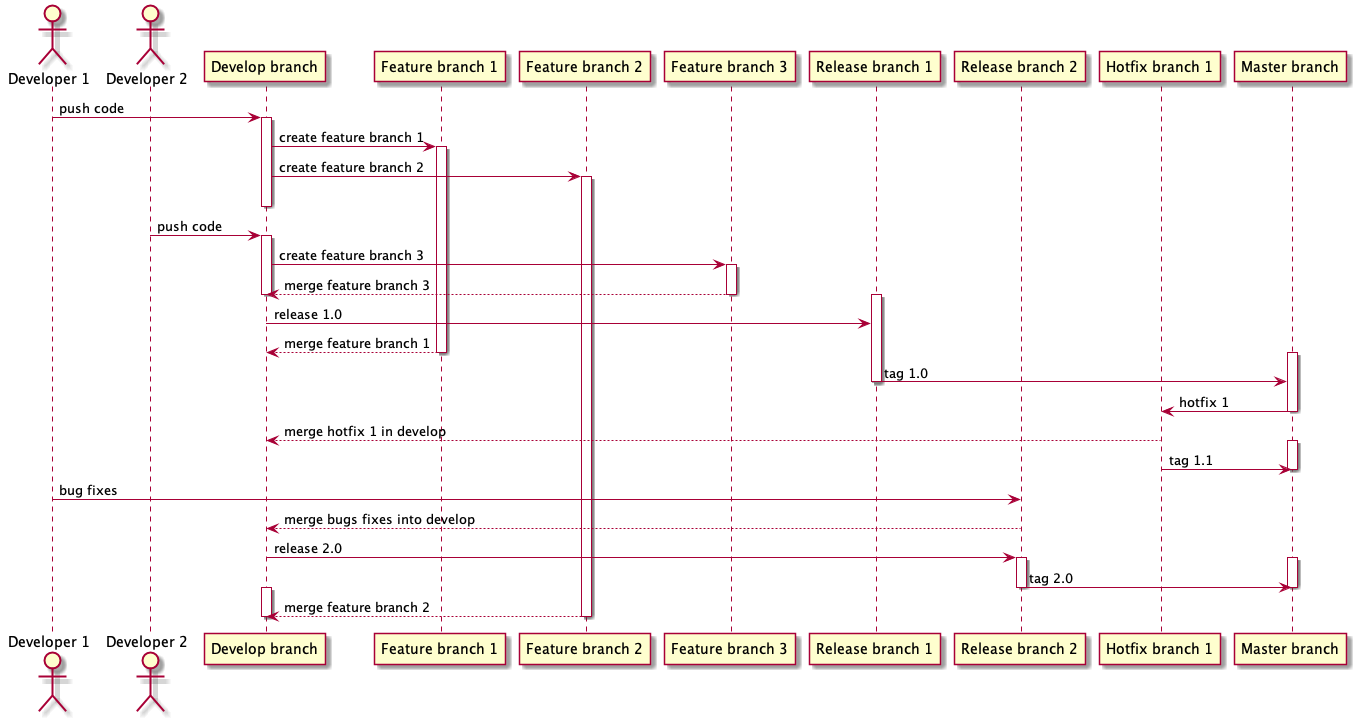 Developer 1
Developer 2
Develop branch
Feature branch 1
Feature branch 2
Feature branch 3
Release branch 1
Release branch 2
Hotfix branch 1
Master branch
push code
create feature branch 1
create feature branch 2
push code
create feature branch 3
merge feature branch 3
release 1.0
merge feature branch 1
tag 1.0
hotfix 1
merge hotfix 1 in develop
tag 1.1
bug fixes
merge bugs fixes into develop
release 2.0
tag 2.0
merge feature branch 2
Developer 1
Developer 2
Develop branch
Feature branch 1
Feature branch 2
Feature branch 3
Release branch 1
Release branch 2
Hotfix branch 1
Master branch